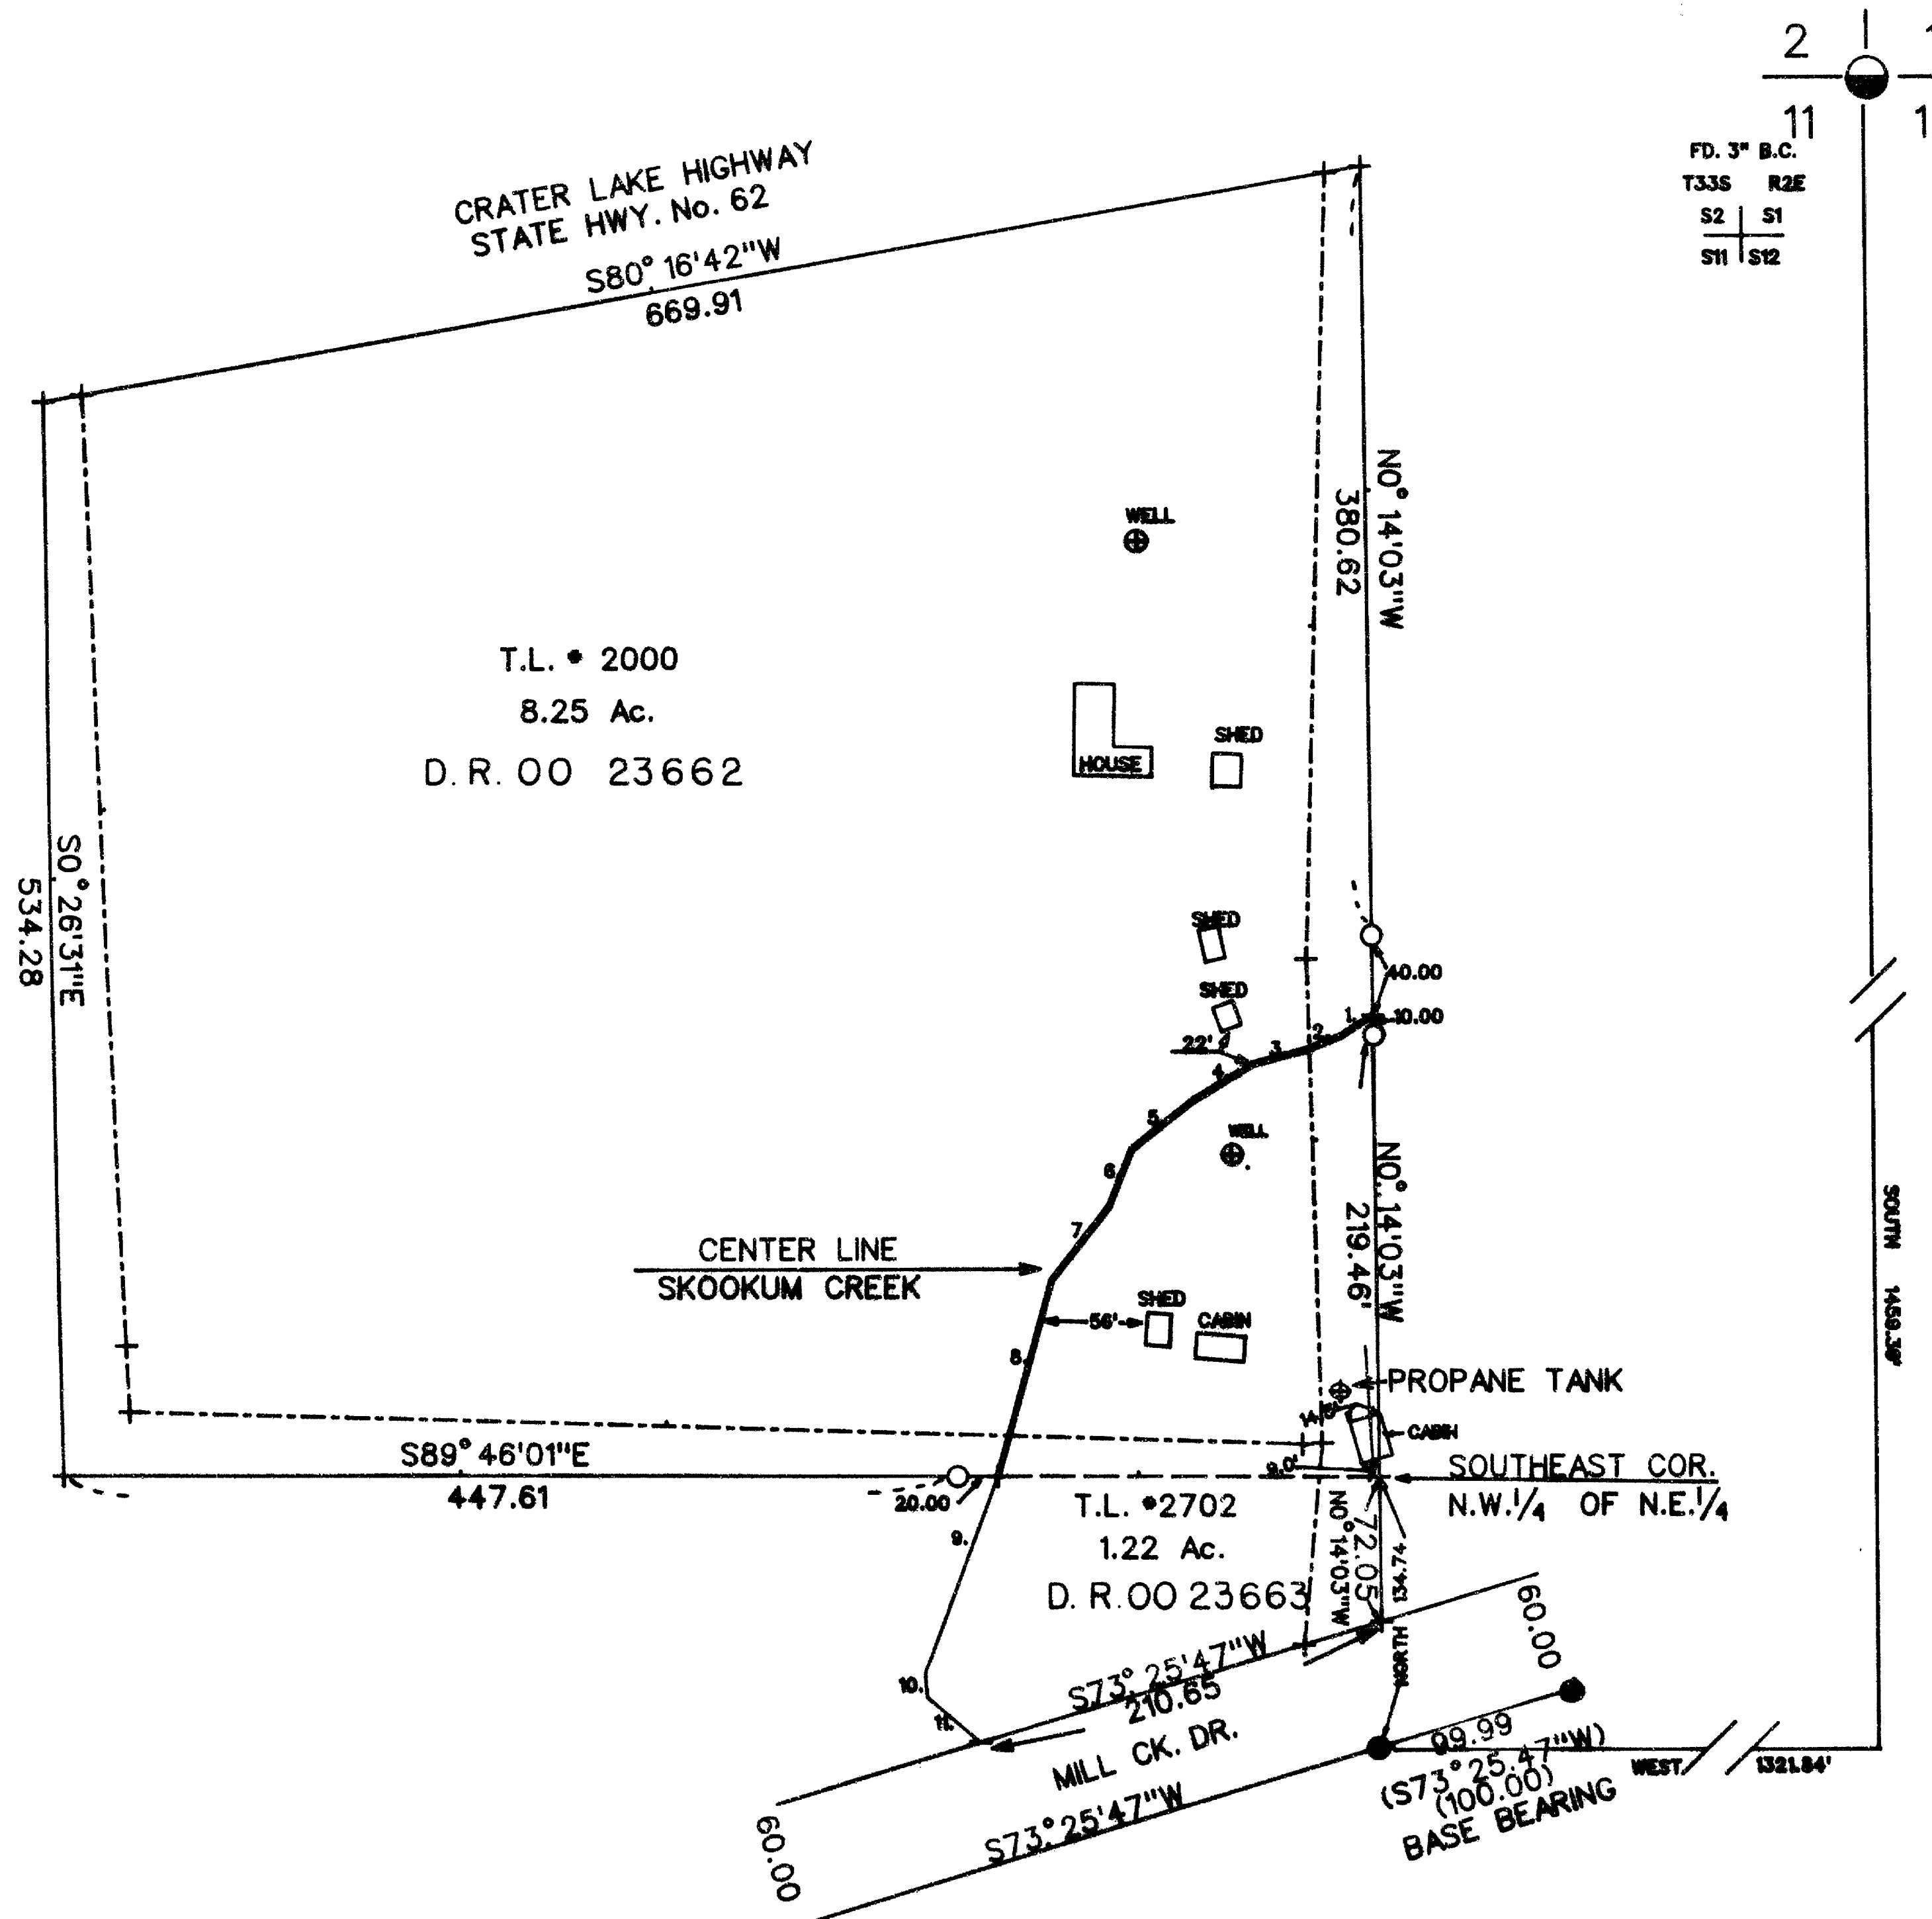 2
11
FD. 3" B.C.
T33S R2E
S2 S1
S11 S12
CRATER LAKE HIGHWAY
STATE HWY. No. 62
S80°16'42"W
669.91
N0°14'03"W
380.62
WELL
T.L. # 2000
8.25 Ac.
D.R. 00 23662
HOUSE
SHED
S0°26'31"E
534.28
SHED
SHED
40.00
10.00
1.
2.
3.
22'
4.
5.
WELL
6.
7.
N0°14'03"W
219.46'
SOUTH 1459.39'
CENTER LINE
SKOOKUM CREEK
SHED
CABIN
56'
8.
PROPANE TANK
CABIN
S89°46'01"E
447.61
20.00
SOUTHEAST COR.
N.W.1/4 OF N.E.1/4
T.L. #2702
1.22 Ac.
D.R.00 23663
N0°14'03"W
72.05
NORTH 134.74
9.
10.
11.
60.00
S73°25'47"W
210.65
MILL CK. DR.
S73°25'47"W
60.00
99.99
(S73°25.47"W)
(100.00)
BASE BEARING
WEST
1321.84'